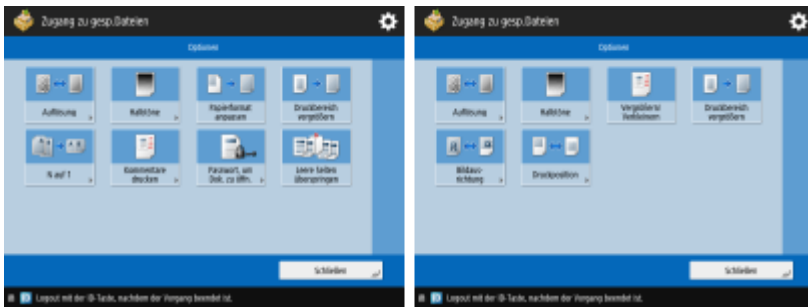 Zugang zu gesp.Dateien
Optionen
Auflösung
Halbtöne
Papierformat
anpassen
Druckbereich
vergrößern
N auf 1
Kommentare
drucken
Passwort, um
Dok. zu öffn.
Leere Seiten
überspringen
Schließen
Logout mit der ID-Taste, nachdem der Vorgang beendet ist.
Zugang zu gesp.Dateien
Optionen
Auflösung
Halbtöne
Vergrößern/
Verkleinern
Druckbereich
vergrößern
Bildaus-
richtung
Druckposition
Schließen
Logout mit der ID-Taste, nachdem der Vorgang beendet ist.